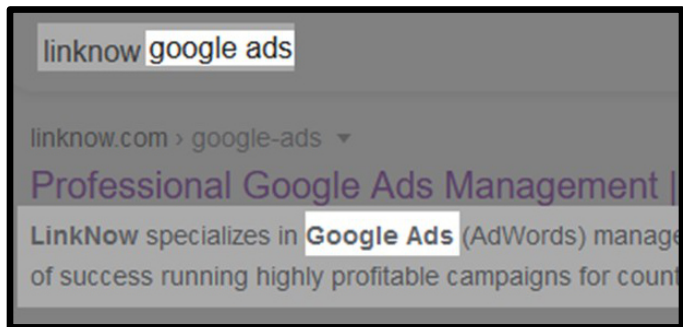 linknow google ads
linknow.com › google-ads
Professional Google Ads Management |
LinkNow specializes in Google Ads (AdWords) manage
of success running highly profitable campaigns for count